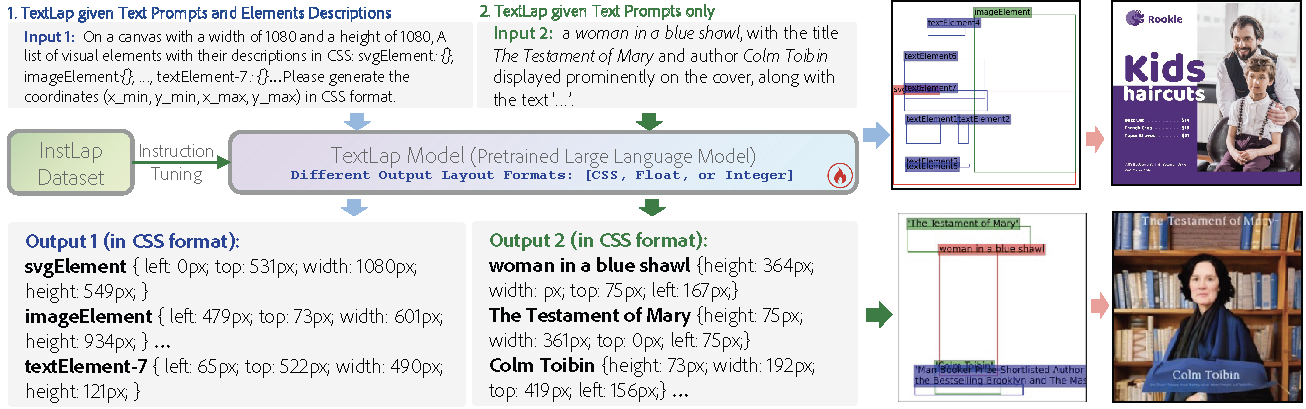 1. TextLap given Text Prompts and Elements Descriptions
Input 1: On a canvas with a width of 1080 and a height of 1080, A
list of visual elements with their descriptions in CSS: svgElement: {},
imageElement:{}, ..., textElement-7.: {}...Please generate the
coordinates (x_min, y_min, x_max, y_max) in CSS format.
2. TextLap given Text Prompts only
Input 2: a woman in a blue shawl, with the title
The Testament of Mary and author Colm Toibin
displayed prominently on the cover, along with
the text '...'.
InstLap
Dataset
Instruction
Tuning
TextLap Model (Pretrained Large Language Model)
Different Output Layout Formats: [CSS, Float, or Integer]
Output 1 (in CSS format):
svgElement { left: 0px; top: 531px; width: 1080px;
height: 549px; }
imageElement { left: 479px; top: 73px; width: 601px;
height: 934px; } ...
textElement-7 { left: 65px; top: 522px; width: 490px;
height: 121px; }
Output 2 (in CSS format):
woman in a blue shawl {height: 364px;
width: px; top: 75px; left: 167px;}
The Testament of Mary {height: 75px;
width: 361px; top: 0px; left: 75px;}
Colm Toibin {height: 73px; width: 192px;
top: 419px; left: 156px;} ...
imageElement
textElement4
textElement6
textElement7
textElement1
textElement2
textElement3
Rookle
Kids
haircuts
'The Testament of Mary'
woman in a blue shawl
'Colm Toibin'
'Man Booker Prize Shortlisted Author
the Bestselling Brooklyn and The Mas
The Testament of Mary
Colm Toibin